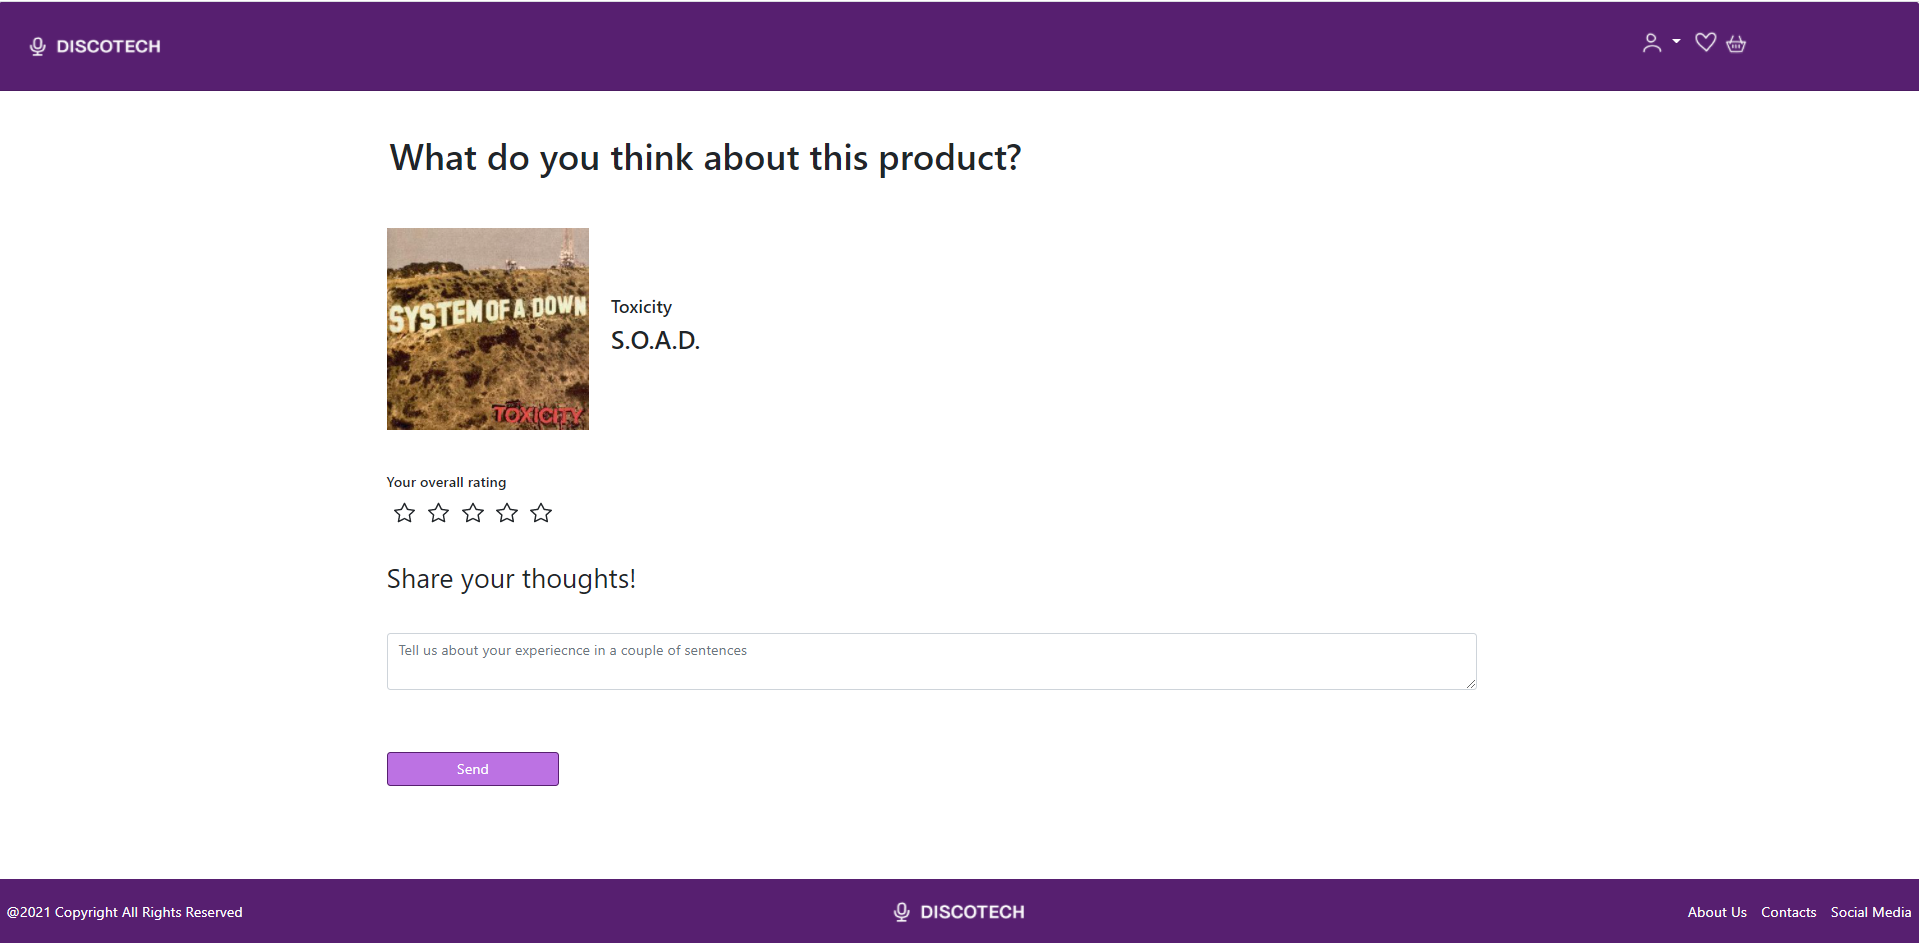 DISCOTECH
What do you think about this product?
SYSTEM OF A DOWN
TOXICITY
Toxicity
S.O.A.D.
Your overall rating
Share your thoughts!
Tell us about your experiecnce in a couple of sentences
Send
@2021 Copyright All Rights Reserved
DISCOTECH
About Us Contacts Social Media